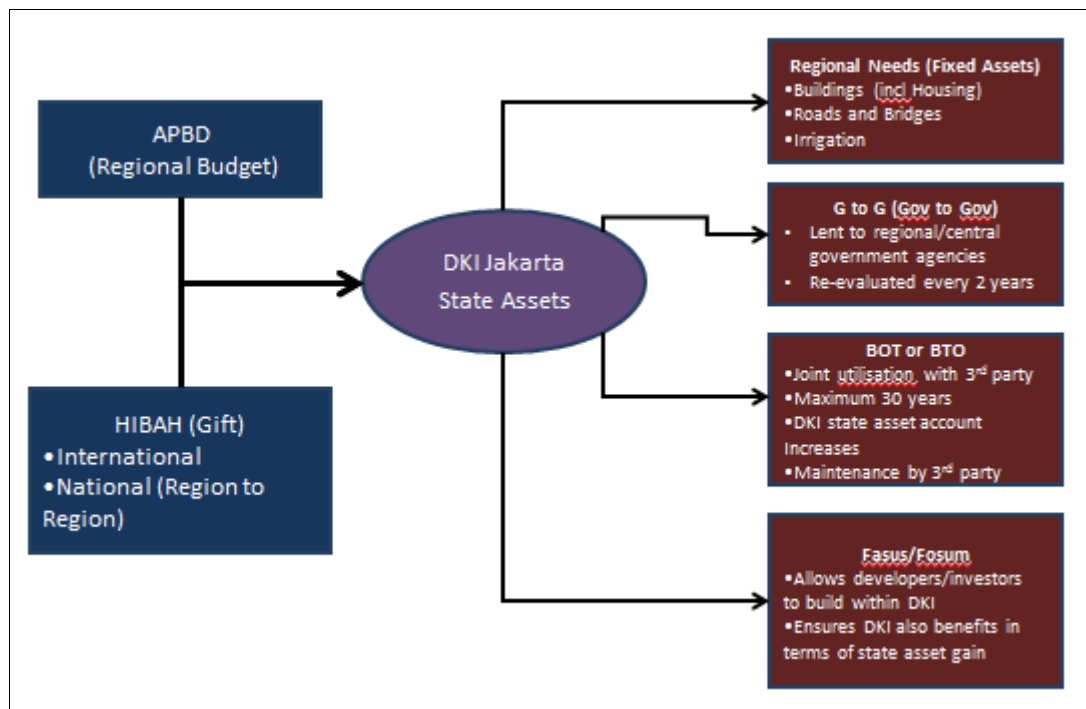 APBD
(Regional Budget)
HIBAH (Gift)
•International
•National (Region to
Region)
DKI Jakarta
State Assets
Regional Needs (Fixed Assets)
•Buildings (incl Housing)
•Roads and Bridges
•Irrigation
G to G (Gov to Gov)
• Lent to regional/central
government agencies
• Re-evaluated every 2 years
BOT or BTO
•Joint utilisation with 3rd party
•Maximum 30 years
•DKI state asset account
Increases
•Maintenance by 3rd party
Fasus/Fosum
•Allows developers/investors
to build within DKI
•Ensures DKI also benefits in
terms of state asset gain